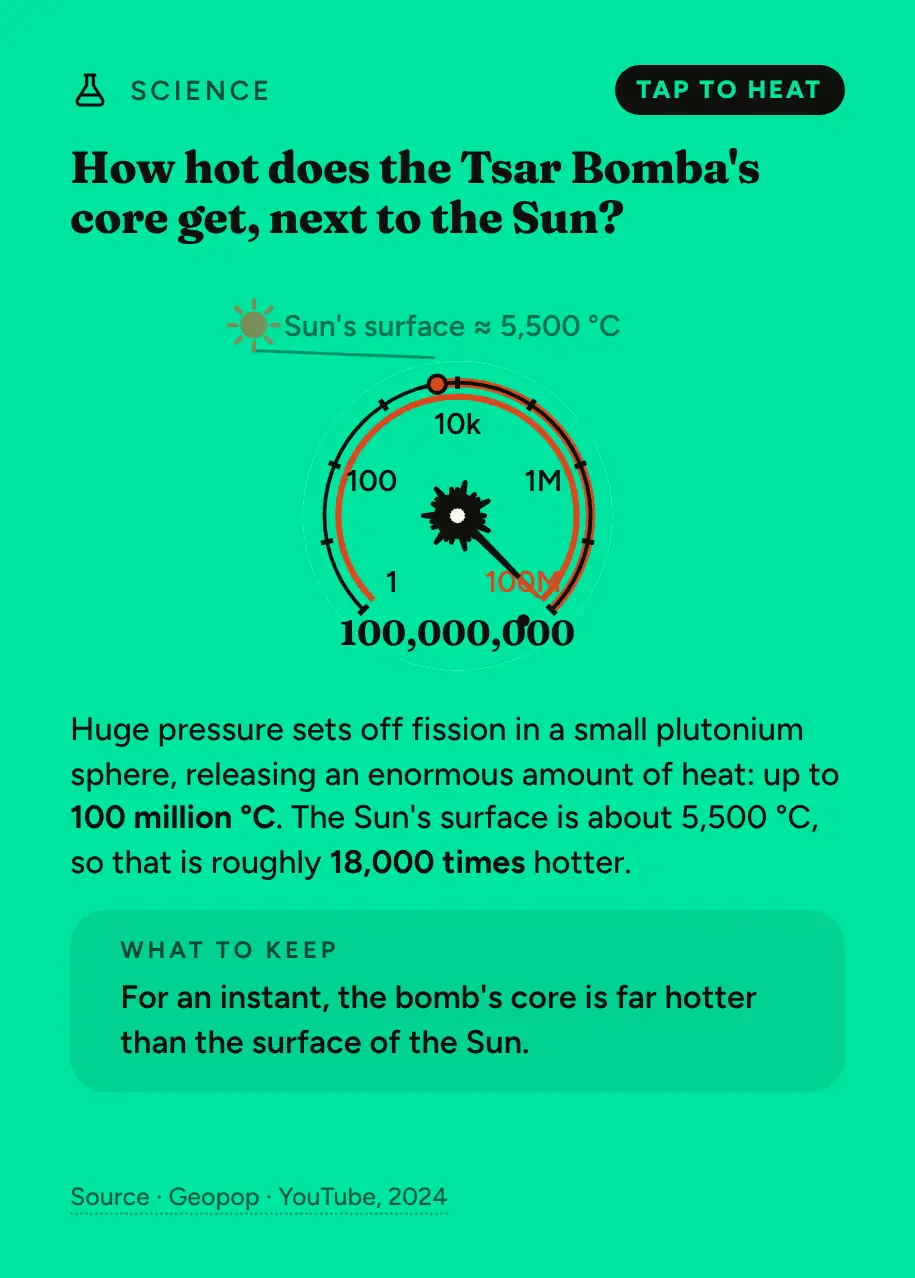 SCIENCE
TAP TO HEAT
How hot does the Tsar Bomba's
core get, next to the Sun?
Sun's surface ≈ 5,500 °C
10k
100
1M
1
100M
100,000,000
Huge pressure sets off fission in a small plutonium
sphere, releasing an enormous amount of heat: up to
100 million °C. The Sun's surface is about 5,500 °C,
so that is roughly 18,000 times hotter.
WHAT TO KEEP
For an instant, the bomb's core is far hotter
than the surface of the Sun.
Source · Geopop · YouTube, 2024